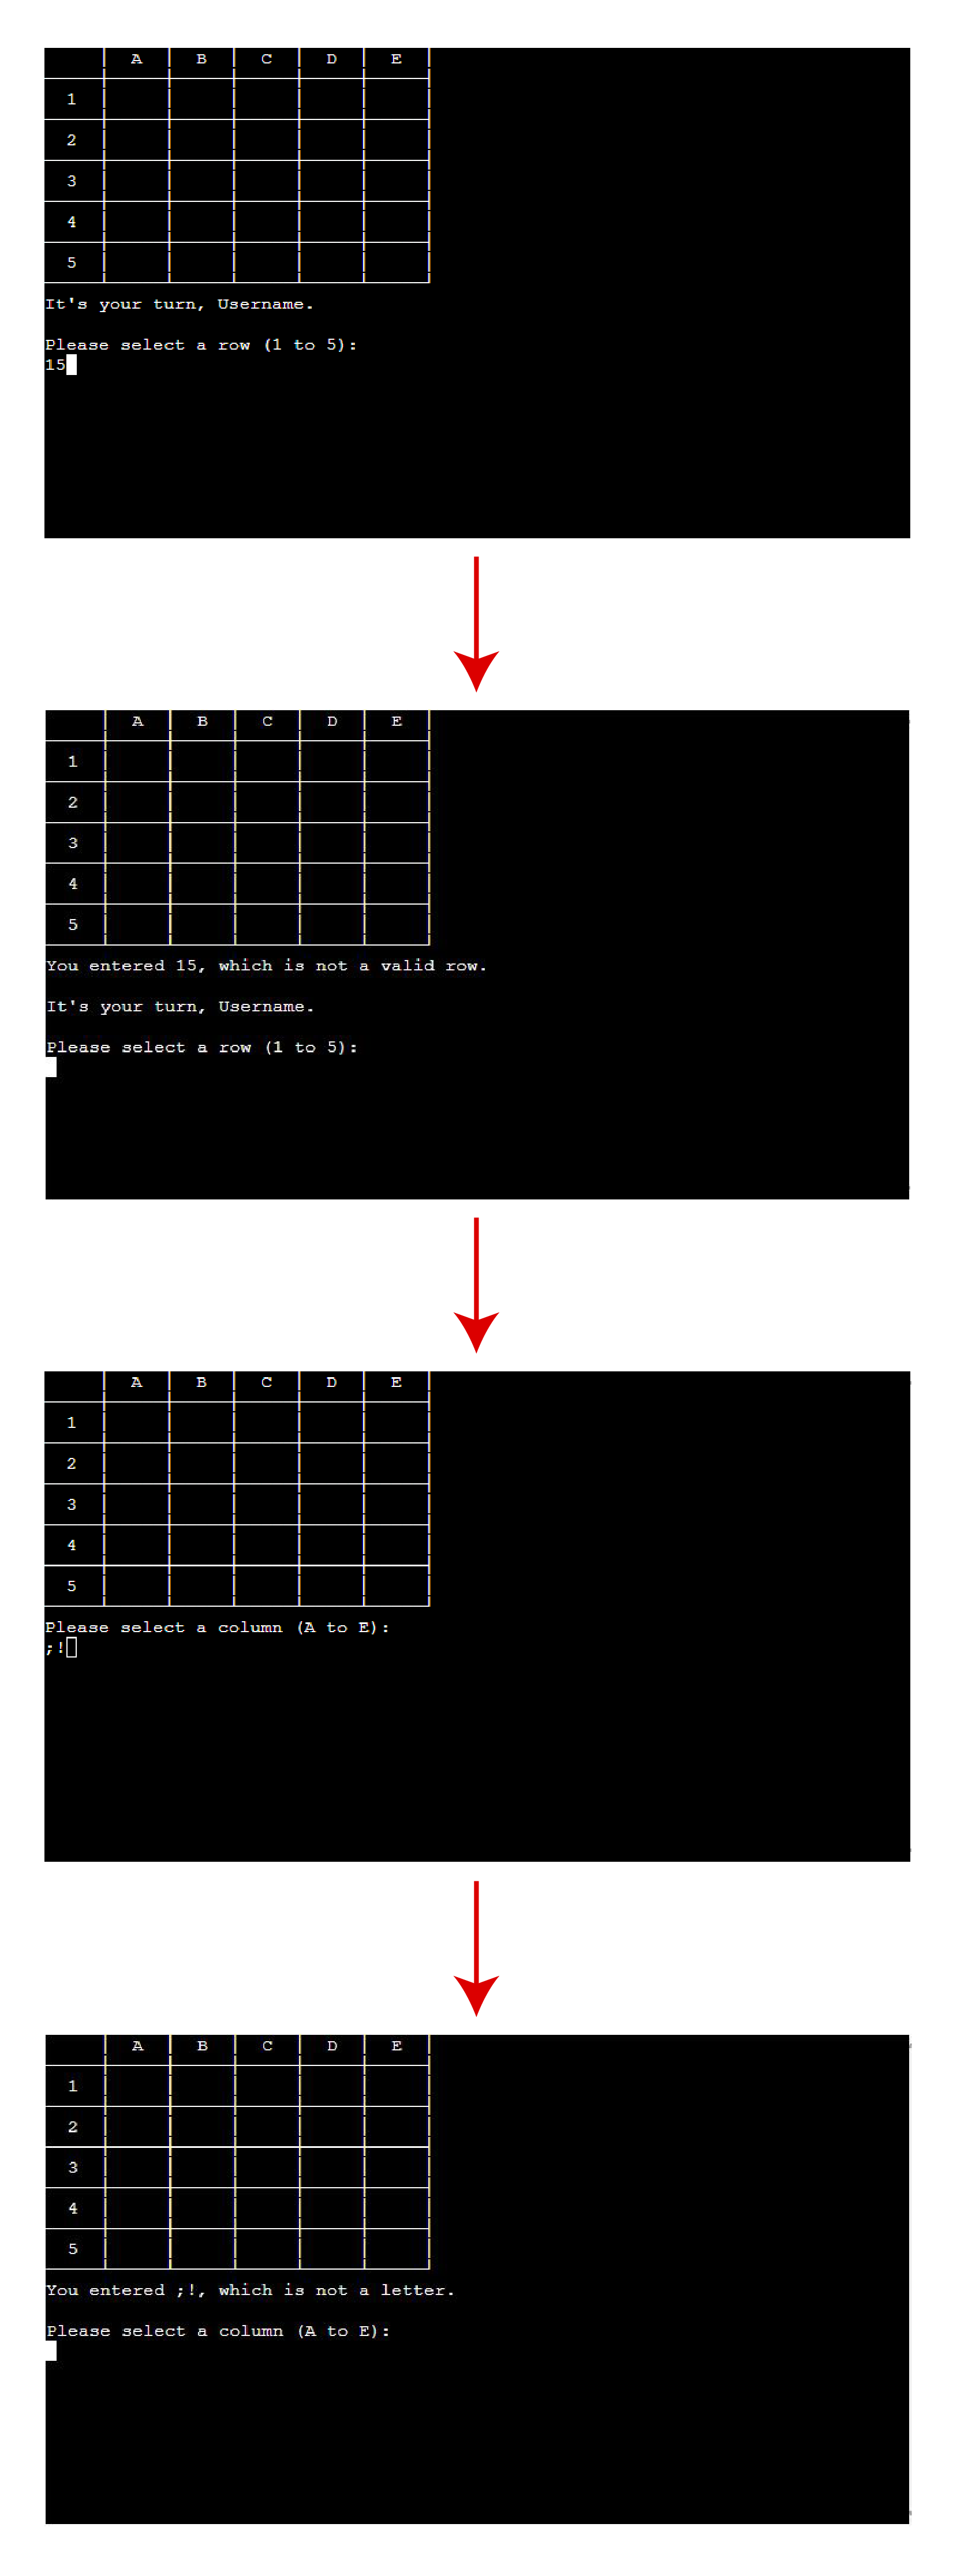 A B C D E
1
2
3
4
5
It's your turn, Username.
Please select a row (1 to 5):
15
A B C D E
1
2
3
4
5
You entered 15, which is not a valid row.
It's your turn, Username.
Please select a row (1 to 5):
A B C D E
1
2
3
4
5
Please select a column (A to E):
;!
A B C D E
1
2
3
4
5
You entered ;!, which is not a letter.
Please select a column (A to E):